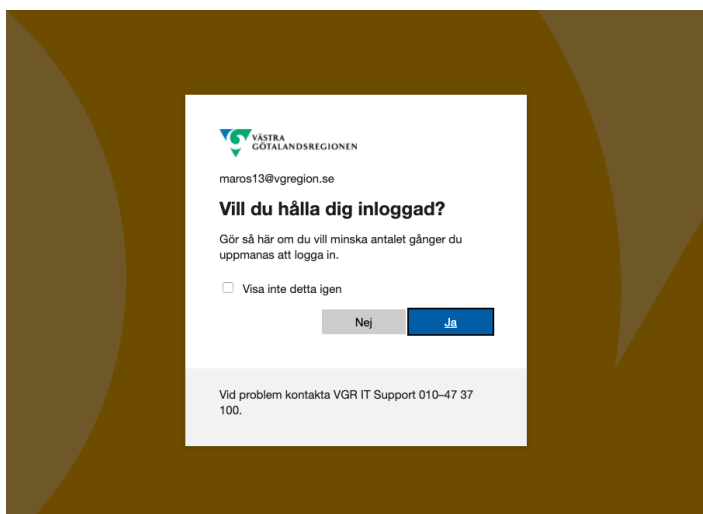 VÄSTRA
GÖTALANDSREGIONEN
maros13@vgregion.se
Vill du hålla dig inloggad?
Gör så här om du vill minska antalet gånger du
uppmanas att logga in.
Visa inte detta igen
Nej
Ja
Vid problem kontakta VGR IT Support 010–47 37
100.